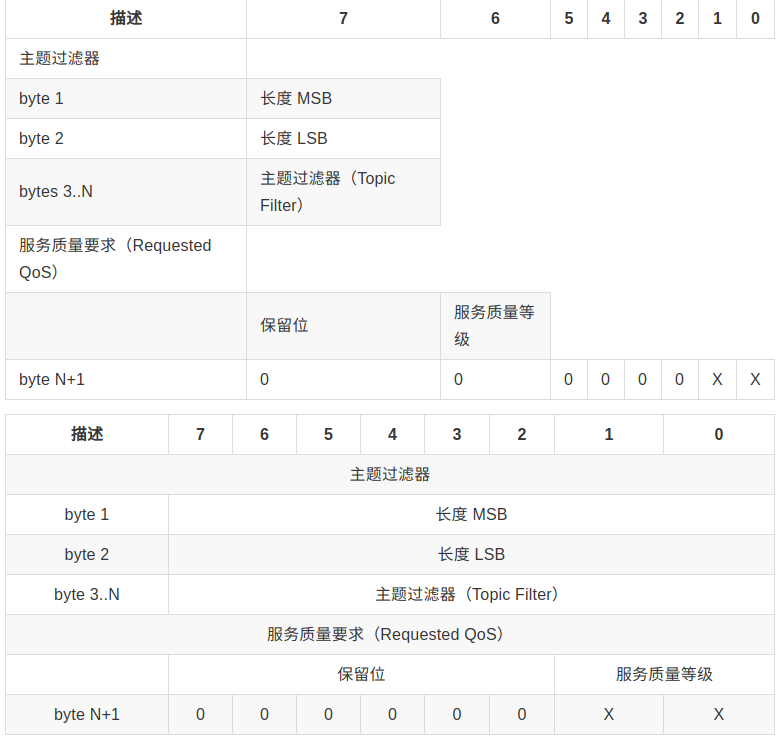 描述 7 6 5 4 3 2 1 0
主题过滤器
byte 1 长度 MSB
byte 2 长度 LSB
bytes 3..N 主题过滤器（Topic
Filter）
服务质量要求（Requested
QoS）
保留位 服务质量等
级
byte N+1 0 0 0 0 0 0 X X
描述 7 6 5 4 3 2 1 0
主题过滤器
byte 1 长度 MSB
byte 2 长度 LSB
byte 3..N 主题过滤器（Topic Filter）
服务质量要求（Requested QoS）
保留位 服务质量等级
byte N+1 0 0 0 0 0 0 X X